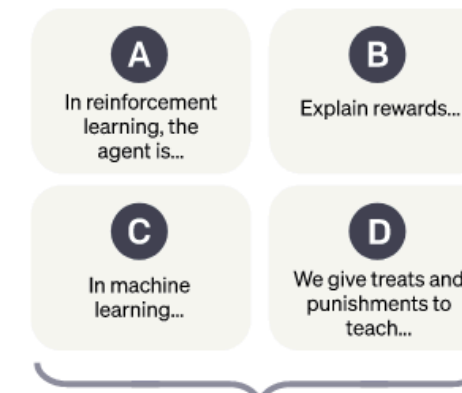 A
In reinforcement
learning, the
agent is...
B
Explain rewards...
C
In machine
learning...
D
We give treats and
punishments to
teach...